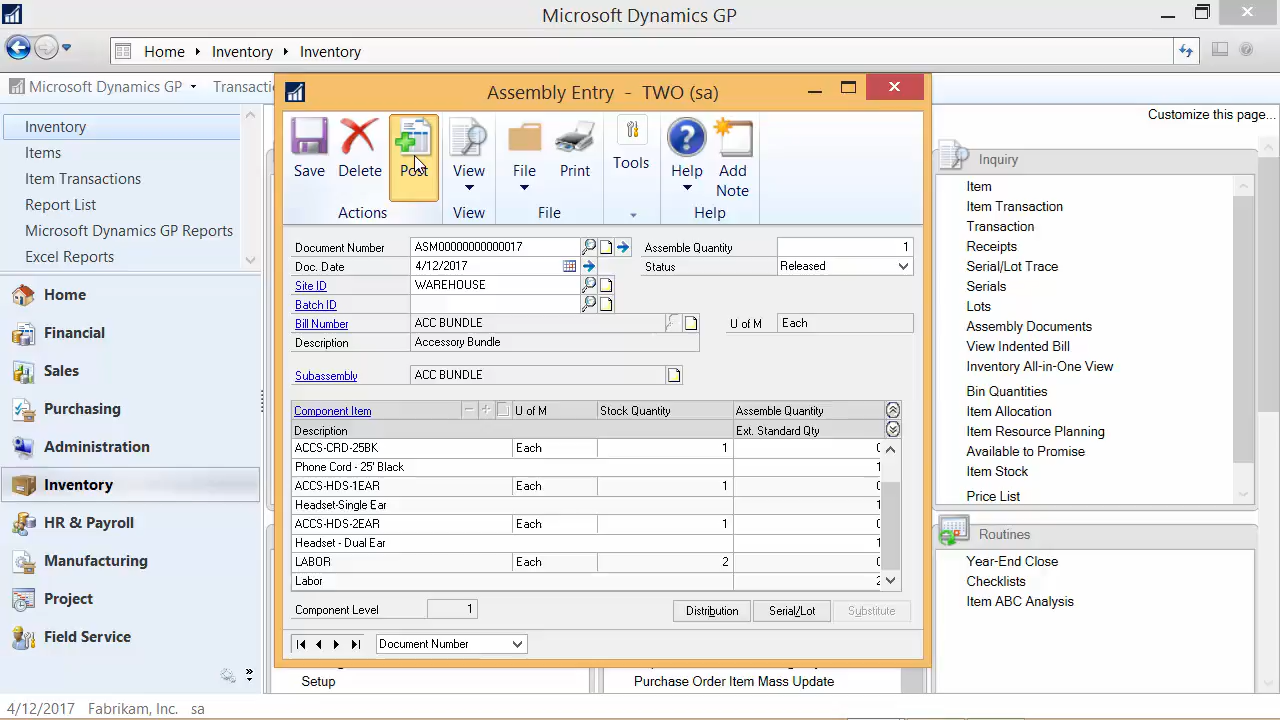 Microsoft Dynamics GP
Home Inventory Inventory
Microsoft Dynamics GP Transacti
Customize this page...
Inventory
Items
Item Transactions
Report List
Microsoft Dynamics GP Reports
Excel Reports
Home
Financial
Sales
Purchasing
Administration
Inventory
HR & Payroll
Manufacturing
Project
Field Service
Assembly Entry - TWO (sa)
Save Delete Post View File Print Tools Help Add Note
Actions View File Help
Document Number ASM00000000000017 Assemble Quantity 1
Doc. Date 4/12/2017 Status Released
Site ID WAREHOUSE
Batch ID
Bill Number ACC BUNDLE U of M Each
Description Accessory Bundle
Subassembly ACC BUNDLE
Component Item U of M Stock Quantity Assemble Quantity
Description Ext. Standard Qty
ACCS-CRD-25BK Each 1 0
Phone Cord - 25' Black 1
ACCS-HDS-1EAR Each 1 0
Headset-Single Ear 1
ACCS-HDS-2EAR Each 1 0
Headset - Dual Ear 1
LABOR Each 2 0
Labor 2
Component Level 1 Distribution Serial/Lot Substitute
Document Number
Setup Purchase Order Item Mass Update
Inquiry
Item
Item Transaction
Transaction
Receipts
Serial/Lot Trace
Serials
Lots
Assembly Documents
View Indented Bill
Inventory All-in-One View
Bin Quantities
Item Allocation
Item Resource Planning
Available to Promise
Item Stock
Price List
Routines
Year-End Close
Checklists
Item ABC Analysis
4/12/2017 Fabrikam, Inc. sa